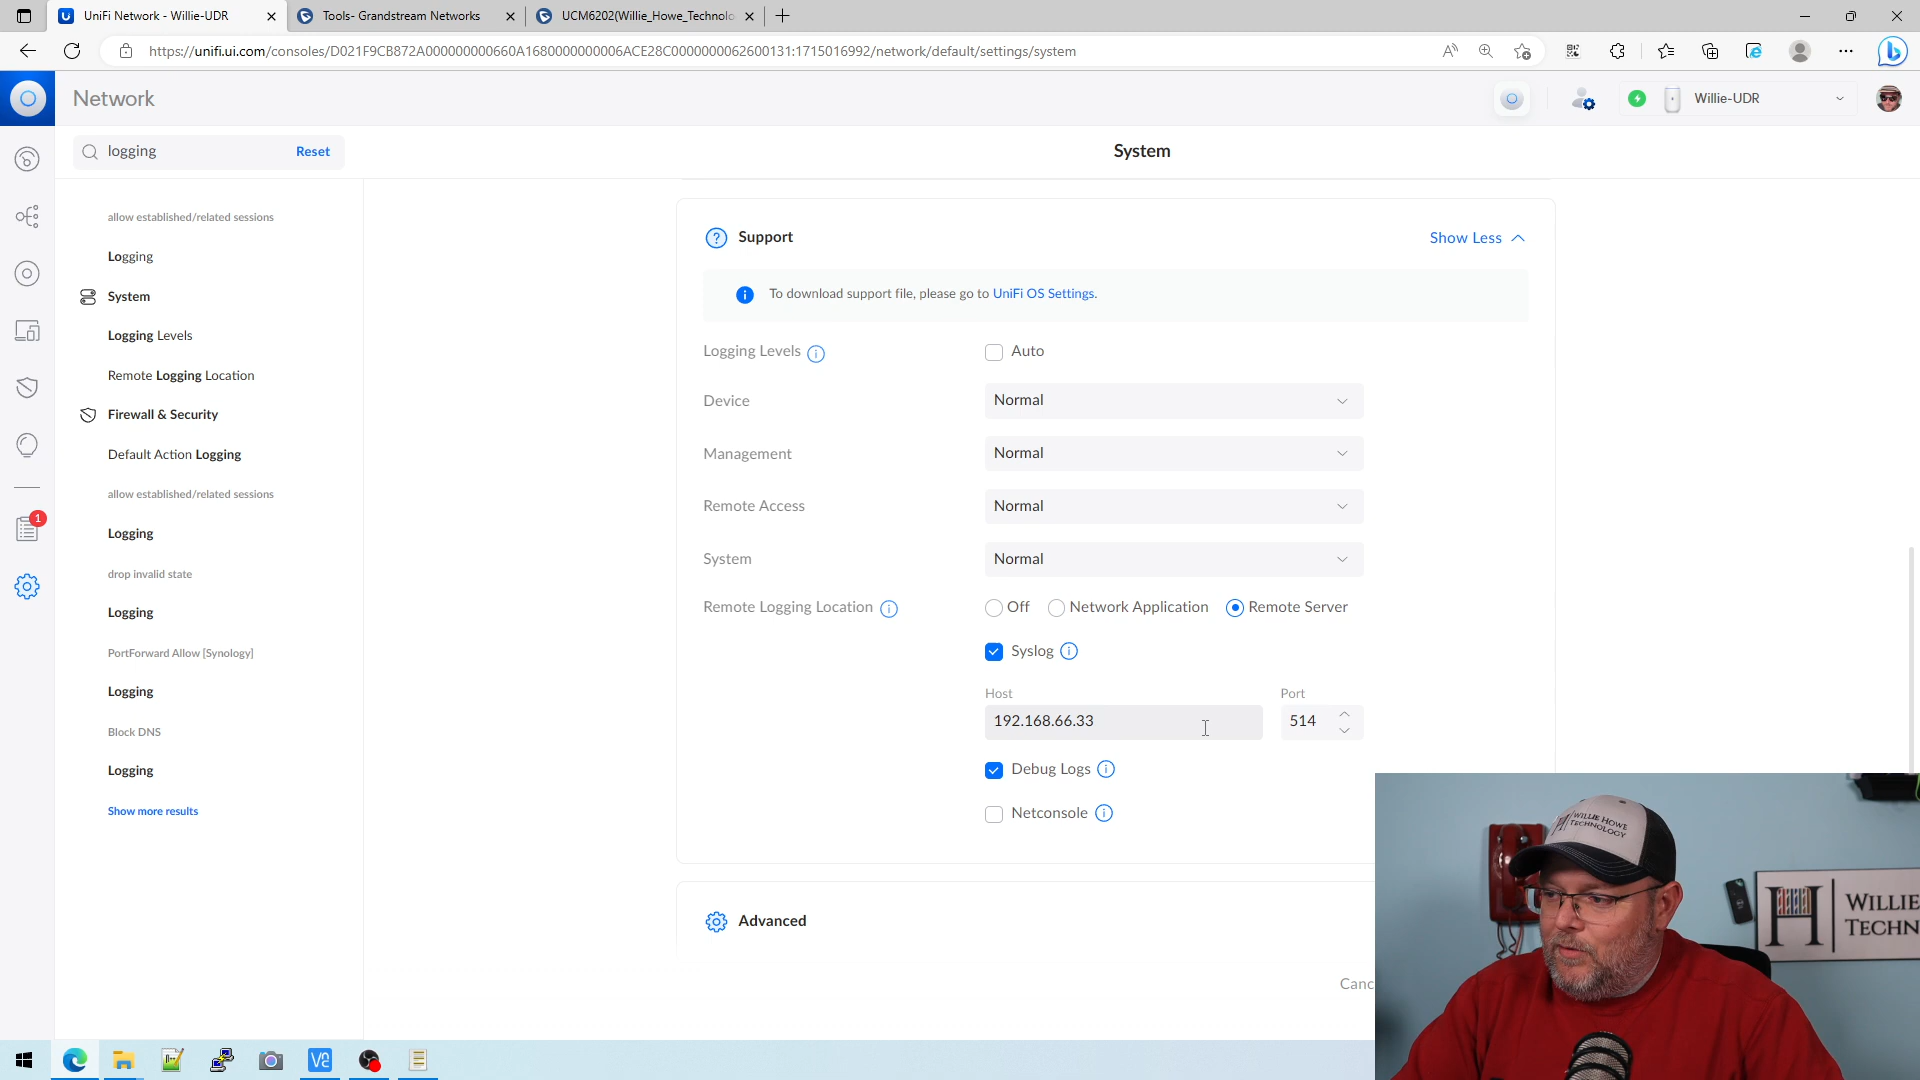 UniFi Network - Willie-UDR
Tools- Grandstream Networks
UCM6202(Willie_Howe_Technolo
https://unifi.ui.com/consoles/D021F9CB872A000000000660A1680000000006ACE28C0000000062600131:1715016992/network/default/settings/system
Network
Willie-UDR
logging
Reset
System
allow established/related sessions
Logging
System
Logging Levels
Remote Logging Location
Firewall & Security
Default Action Logging
allow established/related sessions
Logging
drop invalid state
Logging
PortForward Allow [Synology]
Logging
Block DNS
Logging
Show more results
1
Support
Show Less
To download support file, please go to UniFi OS Settings.
Logging Levels
Auto
Device
Normal
Management
Normal
Remote Access
Normal
System
Normal
Remote Logging Location
Off
Network Application
Remote Server
Syslog
Host
Port
192.168.66.33
514
Debug Logs
Netconsole
Advanced
Canc
WILLIE HOWE
TECHNOLOGY
WILLIE
TECHN